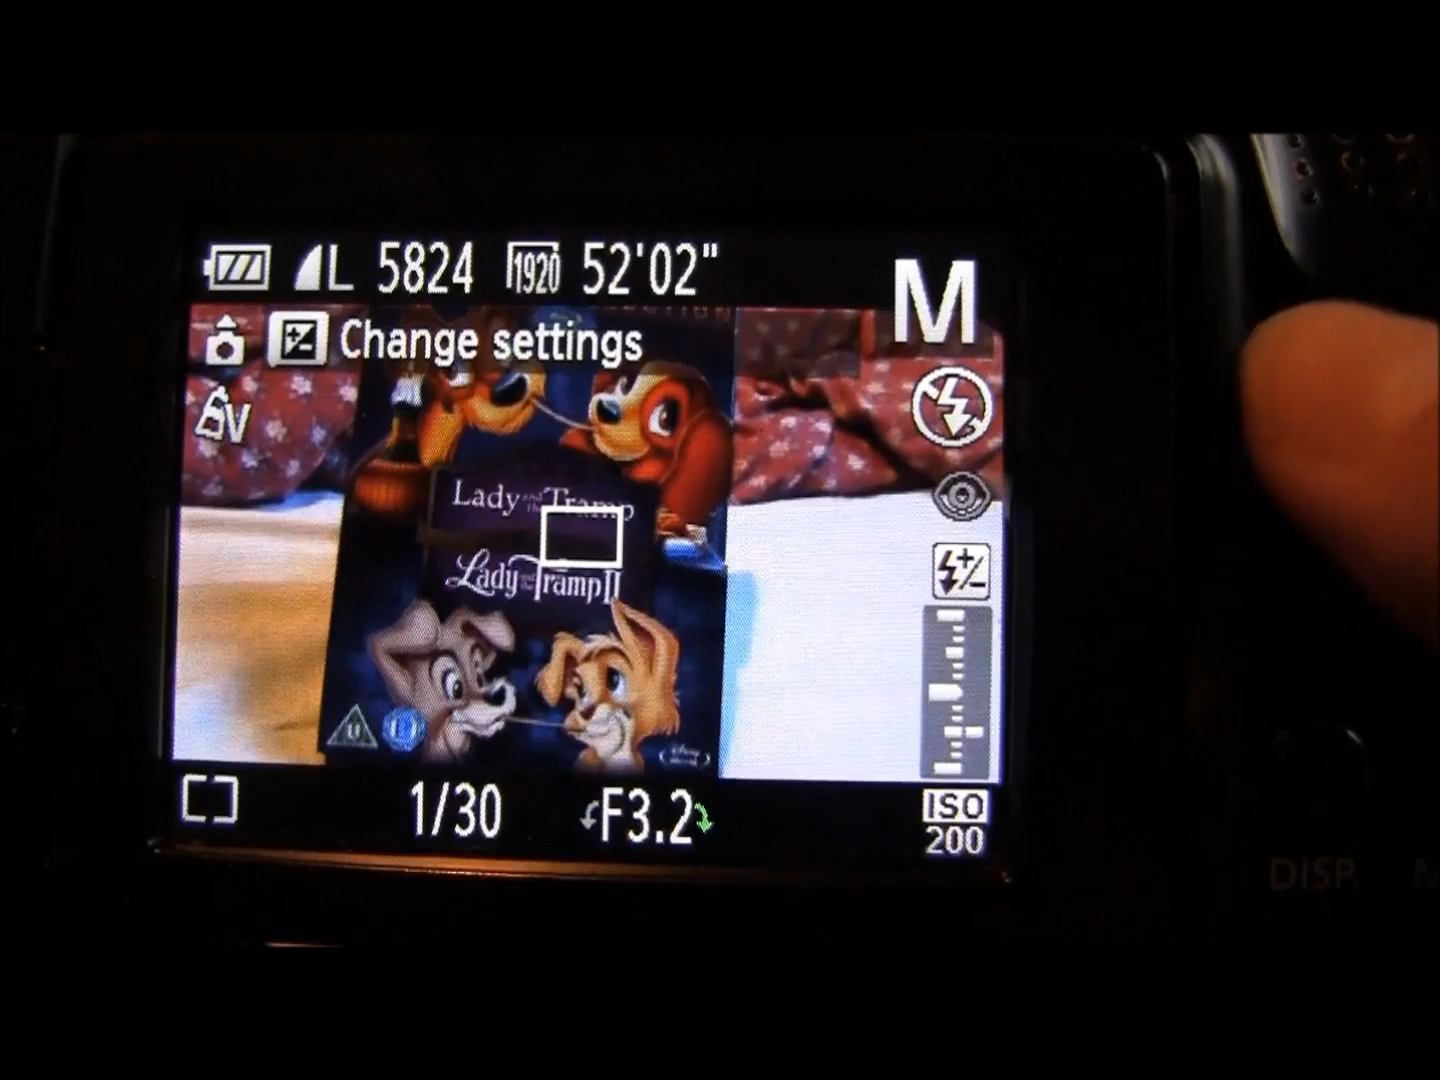 L 5824 1920 52'02"
M
Change settings
V
Lady and the Tramp
Lady and the Tramp II
U
1/30 F3.2
ISO
200
DISP.